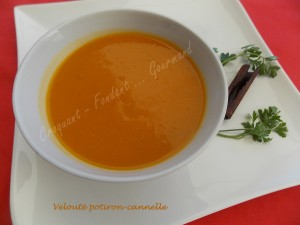 Croquant - Fondant ... Gourmand
Velouté potiron-cannelle